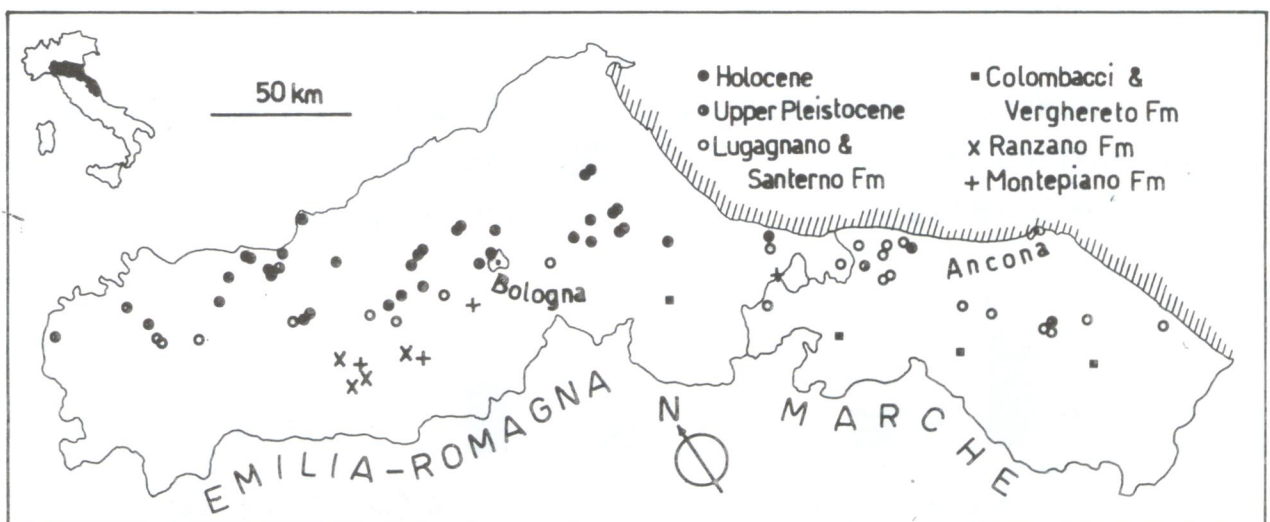 50 km
Holocene
Upper Pleistocene
Lugagnano &
Santerno Fm
Colombacci &
Verghereto Fm
x Ranzano Fm
+ Montepiano Fm
Bologna
Ancona
EMILIA-ROMAGNA
N
MARCHE